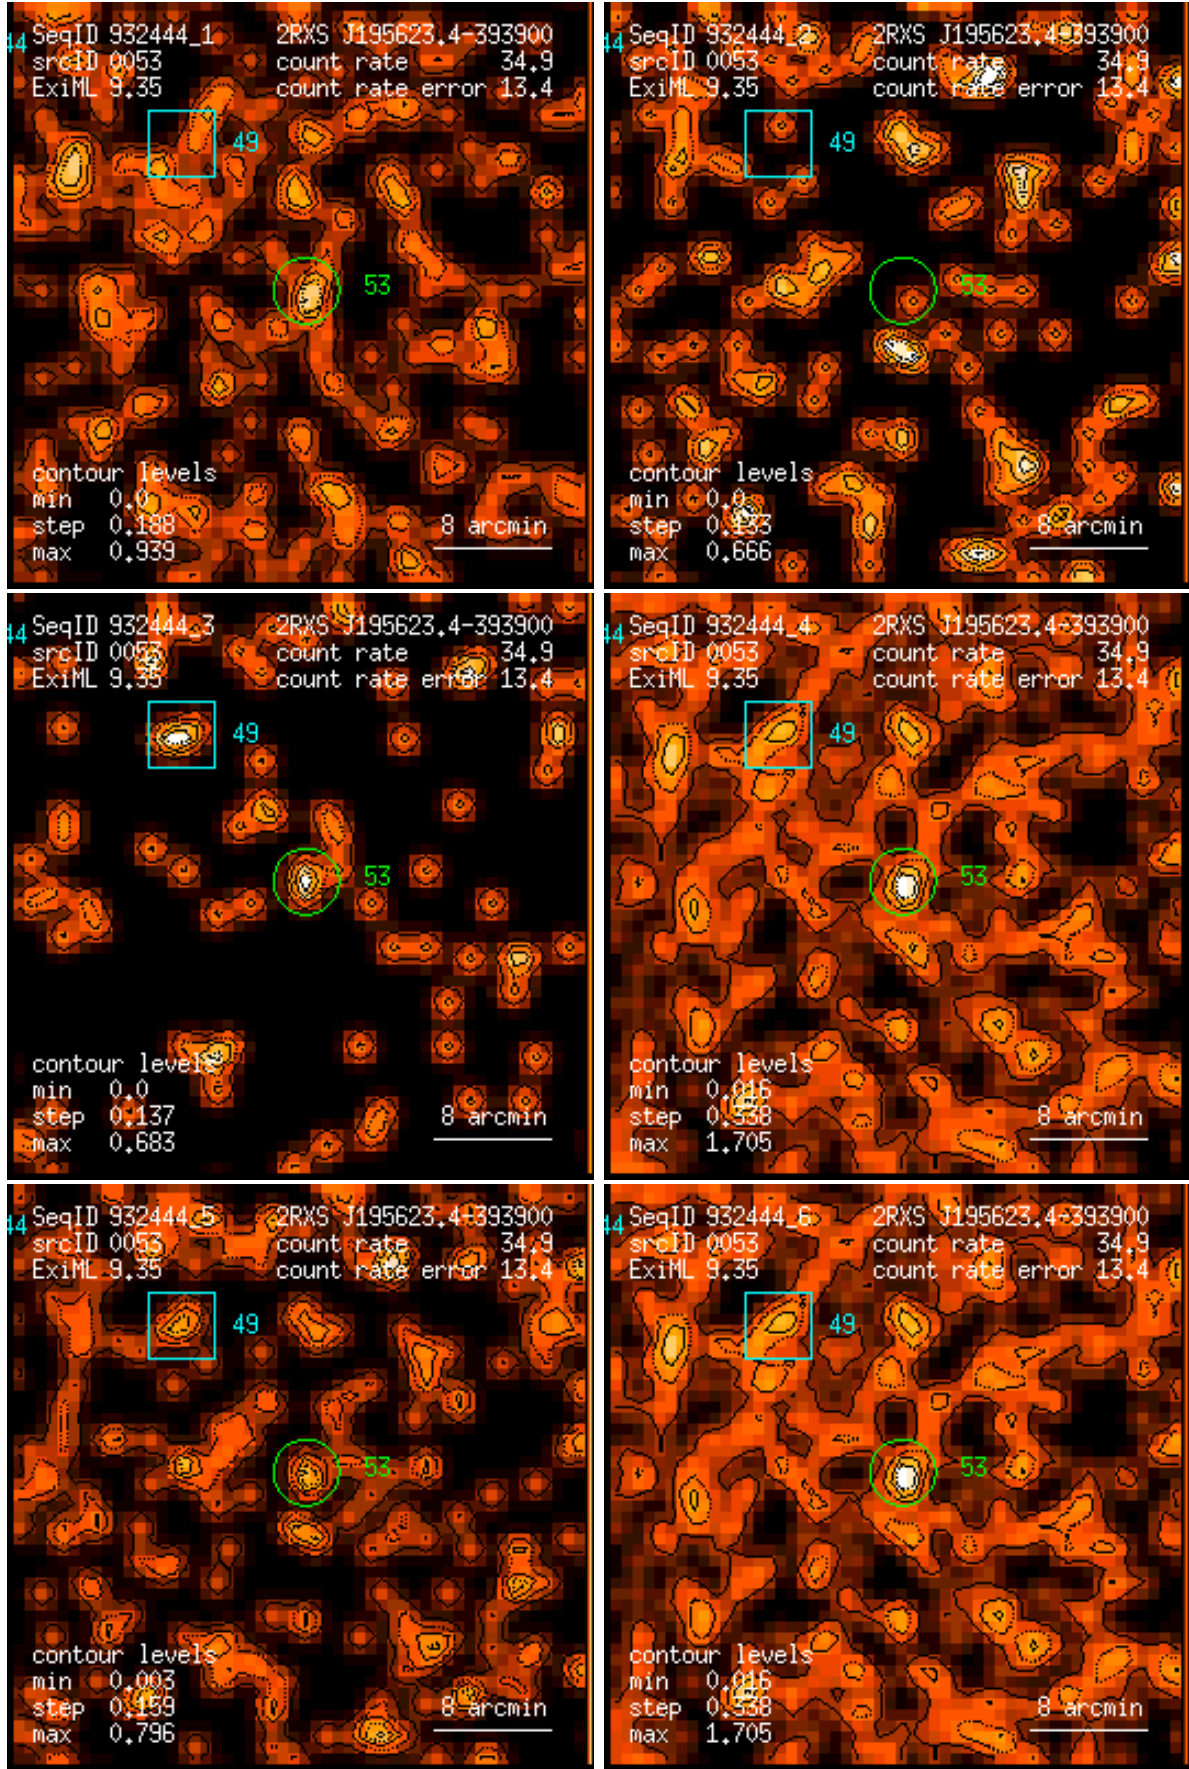 44 SeqID 932444_1 2RXS J195623.4-393900
srcID 0053 count rate 34.9
ExiML 9.35 count rate error 13.4
49
53
contour levels
min 0.0
step 0.188 8 arcmin
max 0.939
44 SeqID 932444_2 2RXS J195623.4-393900
srcID 0053 count rate 34.9
ExiML 9.35 count rate error 13.4
49
53
contour levels
min 0.0
step 0.133 8 arcmin
max 0.666
44 SeqID 932444_3 2RXS J195623.4-393900
srcID 0053 count rate 34.9
ExiML 9.35 count rate error 13.4
49
53
contour levels
min 0.0
step 0.137 8 arcmin
max 0.683
44 SeqID 932444_4 2RXS J195623.4-393900
srcID 0053 count rate 34.9
ExiML 9.35 count rate error 13.4
49
53
contour levels
min 0.016
step 0.338 8 arcmin
max 1.705
44 SeqID 932444_5 2RXS J195623.4-393900
srcID 0053 count rate 34.9
ExiML 9.35 count rate error 13.4
49
53
contour levels
min 0.003
step 0.159 8 arcmin
max 0.796
44 SeqID 932444_6 2RXS J195623.4-393900
srcID 0053 count rate 34.9
ExiML 9.35 count rate error 13.4
49
53
contour levels
min 0.016
step 0.338 8 arcmin
max 1.705